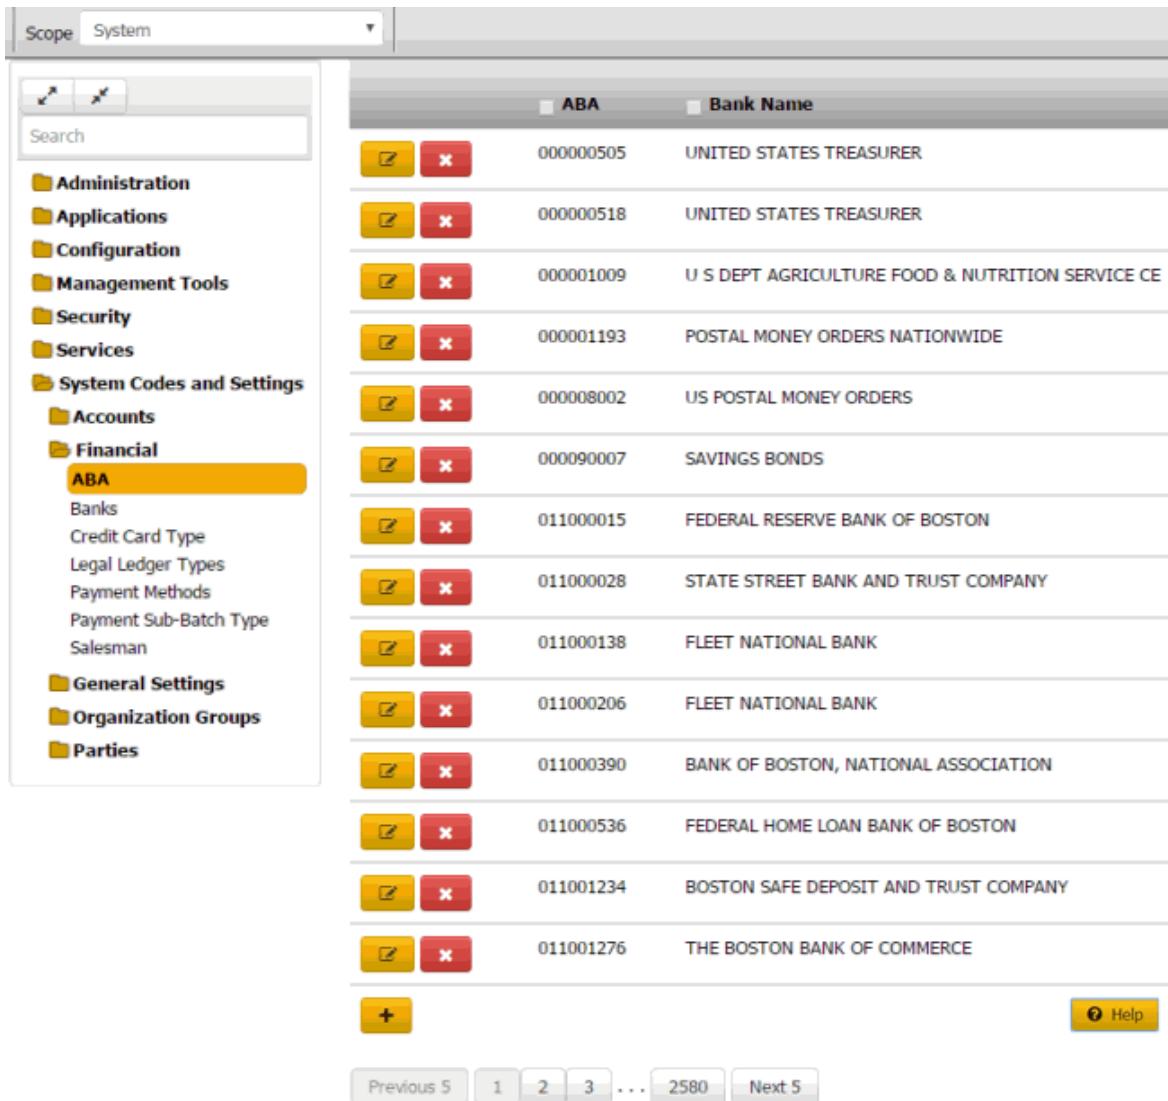 Scope System
Search
Administration
Applications
Configuration
Management Tools
Security
Services
System Codes and Settings
Accounts
Financial
ABA
Banks
Credit Card Type
Legal Ledger Types
Payment Methods
Payment Sub-Batch Type
Salesman
General Settings
Organization Groups
Parties
ABA Bank Name
000000505 UNITED STATES TREASURER
000000518 UNITED STATES TREASURER
000001009 U S DEPT AGRICULTURE FOOD & NUTRITION SERVICE CE
000001193 POSTAL MONEY ORDERS NATIONWIDE
000008002 US POSTAL MONEY ORDERS
000090007 SAVINGS BONDS
011000015 FEDERAL RESERVE BANK OF BOSTON
011000028 STATE STREET BANK AND TRUST COMPANY
011000138 FLEET NATIONAL BANK
011000206 FLEET NATIONAL BANK
011000390 BANK OF BOSTON, NATIONAL ASSOCIATION
011000536 FEDERAL HOME LOAN BANK OF BOSTON
011001234 BOSTON SAFE DEPOSIT AND TRUST COMPANY
011001276 THE BOSTON BANK OF COMMERCE
Help
Previous 5 1 2 3 ... 2580 Next 5